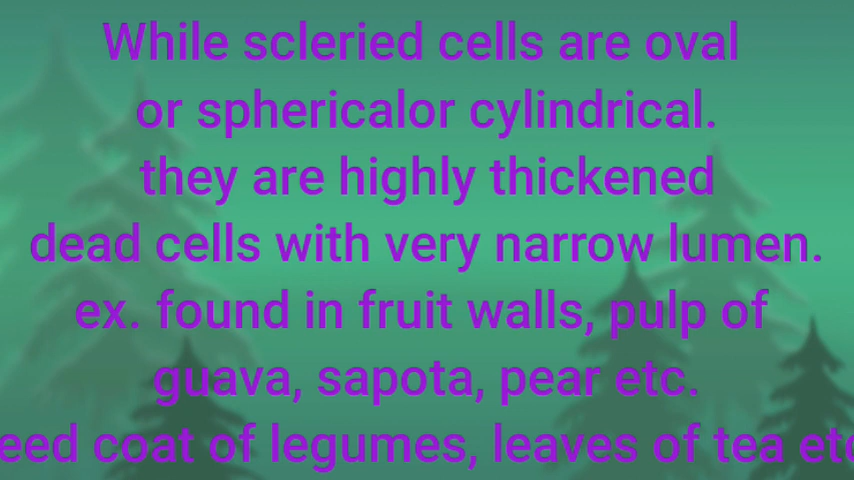 While scleried cells are oval
or sphericalor cylindrical.
they are highly thickened
dead cells with very narrow lumen.
ex. found in fruit walls, pulp of
guava, sapota, pear etc.
eed coat of legumes, leaves of tea etc